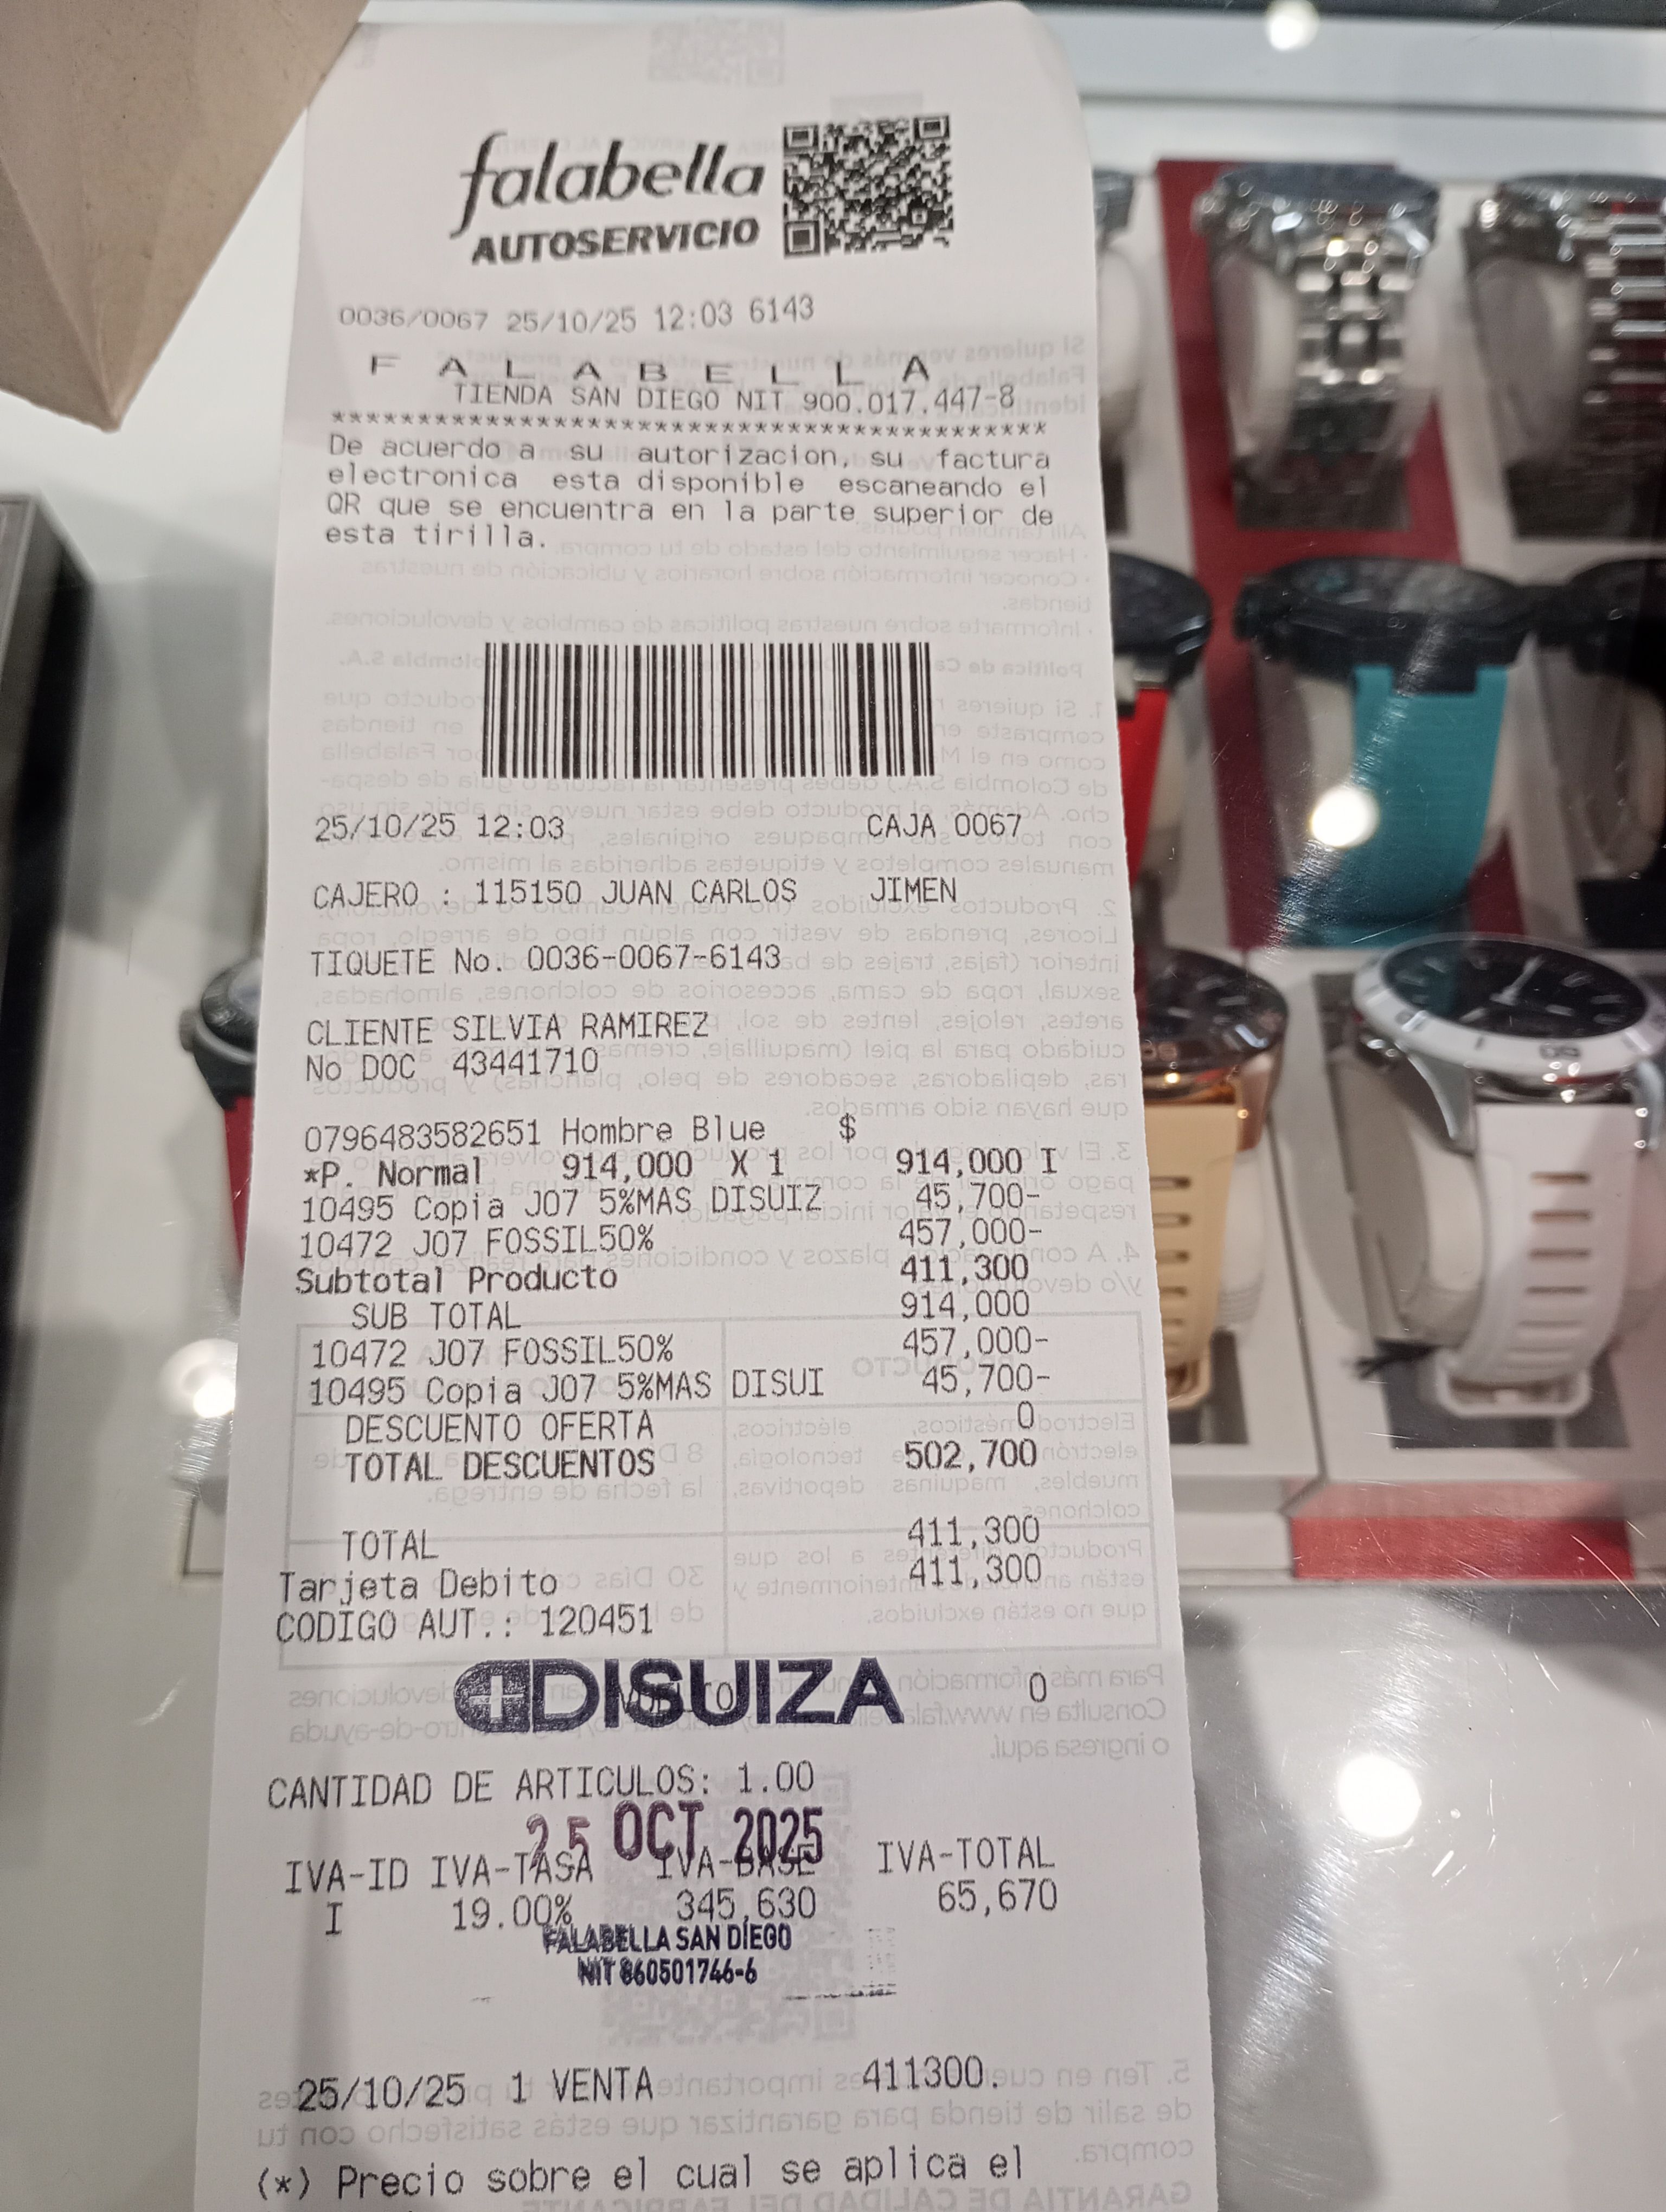 falabella
AUTOSERVICIO
0036/0067 25/10/25 12:03 6143
F A L A B E L L A
TIENDA SAN DIEGO NIT 900.017.447-8
******************************************
De acuerdo a su autorizacion, su factura
electronica esta disponible escaneando el
QR que se encuentra en la parte superior de
esta tirilla.
25/10/25 12:03 CAJA 0067
CAJERO : 115150 JUAN CARLOS JIMEN
TIQUETE No. 0036-0067-6143
CLIENTE SILVIA RAMIREZ
No DOC 43441710
0796483582651 Hombre Blue $
*P. Normal 914,000 X 1 914,000 I
10495 Copia J07 5%MAS DISUIZ 45,700-
10472 J07 FOSSIL50% 457,000-
Subtotal Producto 411,300
SUB TOTAL 914,000
10472 J07 FOSSIL50% 457,000-
10495 Copia J07 5%MAS DISUI 45,700-
DESCUENTO OFERTA 0
TOTAL DESCUENTOS 502,700
TOTAL 411,300
Tarjeta Debito 411,300
CODIGO AUT.: 120451
DISUIZA 0
CANTIDAD DE ARTICULOS: 1.00
25 OCT 2025
IVA-ID IVA-TASA IVA-BASE IVA-TOTAL
I 19.00% 345,630 65,670
FALABELLA SAN DIEGO
NIT 860501746-6
25/10/25 1 VENTA 411300.
(*) Precio sobre el cual se aplica el